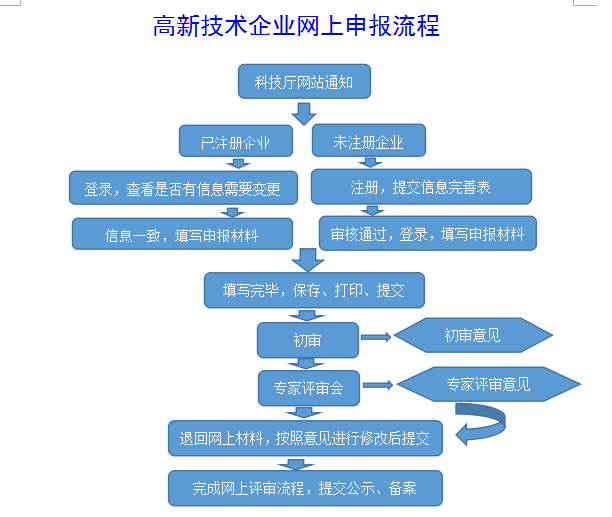 高新技术企业网上申报流程
科技厅网站通知
已注册企业
未注册企业
登录，查看是否有信息需要变更
注册，提交信息完善表
信息一致，填写申报材料
审核通过，登录，填写申报材料
填写完毕，保存、打印、提交
初审
初审意见
专家评审会
专家评审意见
退回网上材料，按照意见进行修改后提交
完成网上评审流程，提交公示、备案